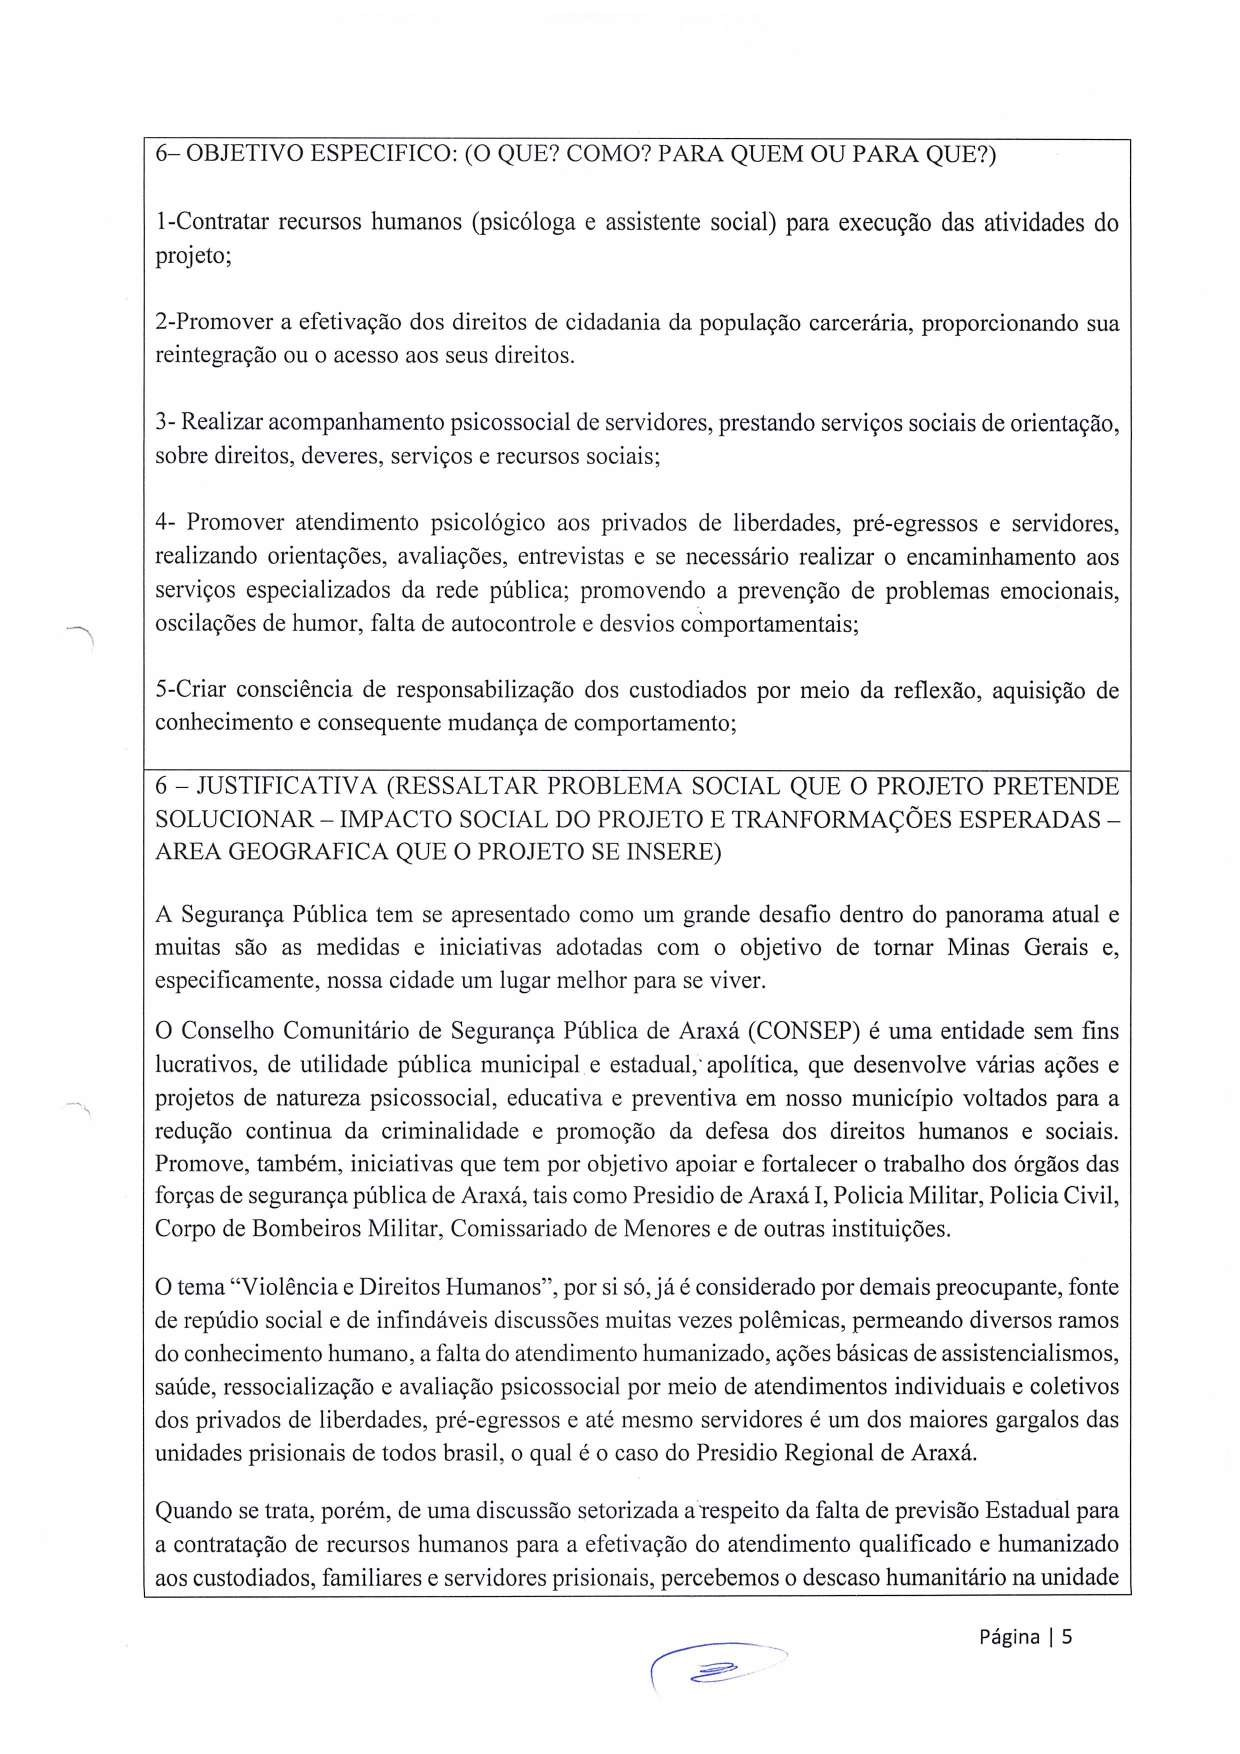 6– OBJETIVO ESPECIFICO: (O QUE? COMO? PARA QUEM OU PARA QUE?)
1-Contratar recursos humanos (psicóloga e assistente social) para execução das atividades do
projeto;
2-Promover a efetivação dos direitos de cidadania da população carcerária, proporcionando sua
reintegração ou o acesso aos seus direitos.
3- Realizar acompanhamento psicossocial de servidores, prestando serviços sociais de orientação,
sobre direitos, deveres, serviços e recursos sociais;
4- Promover atendimento psicológico aos privados de liberdades, pré-egressos e servidores,
realizando orientações, avaliações, entrevistas e se necessário realizar o encaminhamento aos
serviços especializados da rede pública; promovendo a prevenção de problemas emocionais,
oscilações de humor, falta de autocontrole e desvios comportamentais;
5-Criar consciência de responsabilização dos custodiados por meio da reflexão, aquisição de
conhecimento e consequente mudança de comportamento;
6 – JUSTIFICATIVA (RESSALTAR PROBLEMA SOCIAL QUE O PROJETO PRETENDE
SOLUCIONAR – IMPACTO SOCIAL DO PROJETO E TRANFORMAÇÕES ESPERADAS –
AREA GEOGRAFICA QUE O PROJETO SE INSERE)
A Segurança Pública tem se apresentado como um grande desafio dentro do panorama atual e
muitas são as medidas e iniciativas adotadas com o objetivo de tornar Minas Gerais e,
especificamente, nossa cidade um lugar melhor para se viver.
O Conselho Comunitário de Segurança Pública de Araxá (CONSEP) é uma entidade sem fins
lucrativos, de utilidade pública municipal e estadual, apolítica, que desenvolve várias ações e
projetos de natureza psicossocial, educativa e preventiva em nosso município voltados para a
redução continua da criminalidade e promoção da defesa dos direitos humanos e sociais.
Promove, também, iniciativas que tem por objetivo apoiar e fortalecer o trabalho dos órgãos das
forças de segurança pública de Araxá, tais como Presidio de Araxá I, Policia Militar, Policia Civil,
Corpo de Bombeiros Militar, Comissariado de Menores e de outras instituições.
O tema “Violência e Direitos Humanos”, por si só, já é considerado por demais preocupante, fonte
de repúdio social e de infindáveis discussões muitas vezes polêmicas, permeando diversos ramos
do conhecimento humano, a falta do atendimento humanizado, ações básicas de assistencialismos,
saúde, ressocialização e avaliação psicossocial por meio de atendimentos individuais e coletivos
dos privados de liberdades, pré-egressos e até mesmo servidores é um dos maiores gargalos das
unidades prisionais de todos brasil, o qual é o caso do Presidio Regional de Araxá.
Quando se trata, porém, de uma discussão setorizada a respeito da falta de previsão Estadual para
a contratação de recursos humanos para a efetivação do atendimento qualificado e humanizado
aos custodiados, familiares e servidores prisionais, percebemos o descaso humanitário na unidade
Página | 5